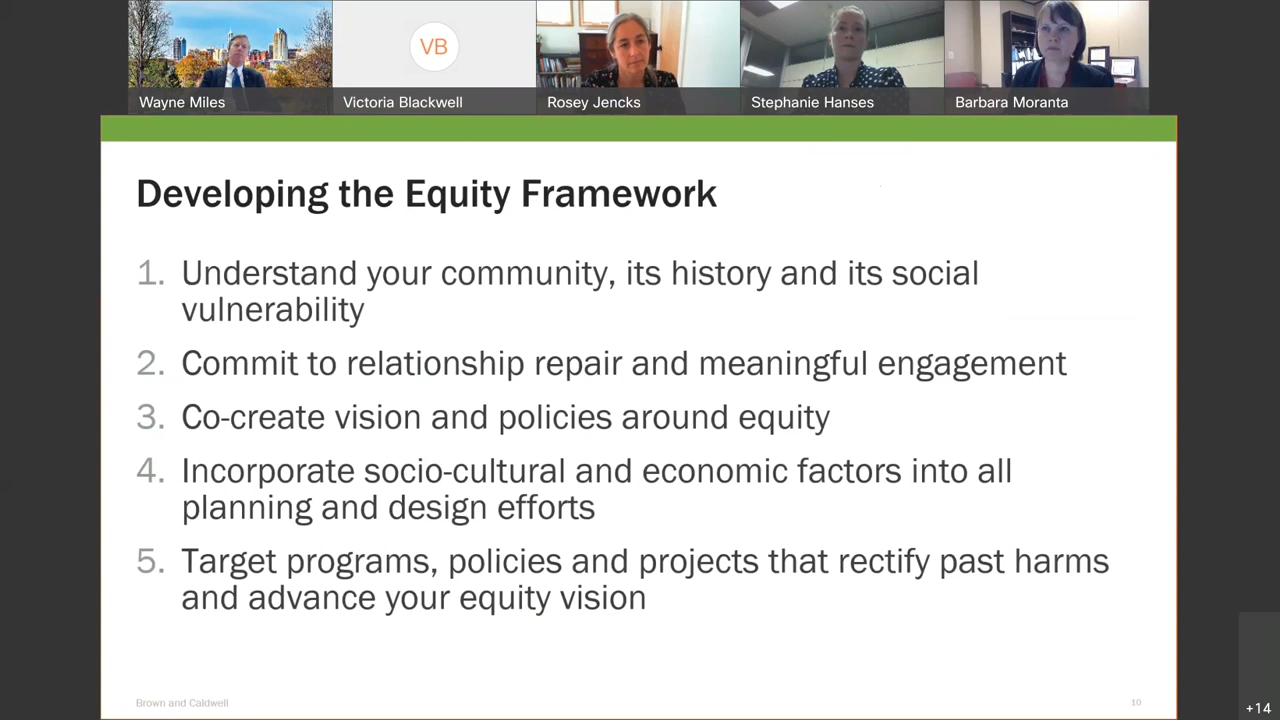 VB
Wayne Miles
Victoria Blackwell
Rosey Jencks
Stephanie Hanses
Barbara Moranta
Developing the Equity Framework
1. Understand your community, its history and its social
vulnerability
2. Commit to relationship repair and meaningful engagement
3. Co-create vision and policies around equity
4. Incorporate socio-cultural and economic factors into all
planning and design efforts
5. Target programs, policies and projects that rectify past harms
and advance your equity vision
Brown and Caldwell
10
+14